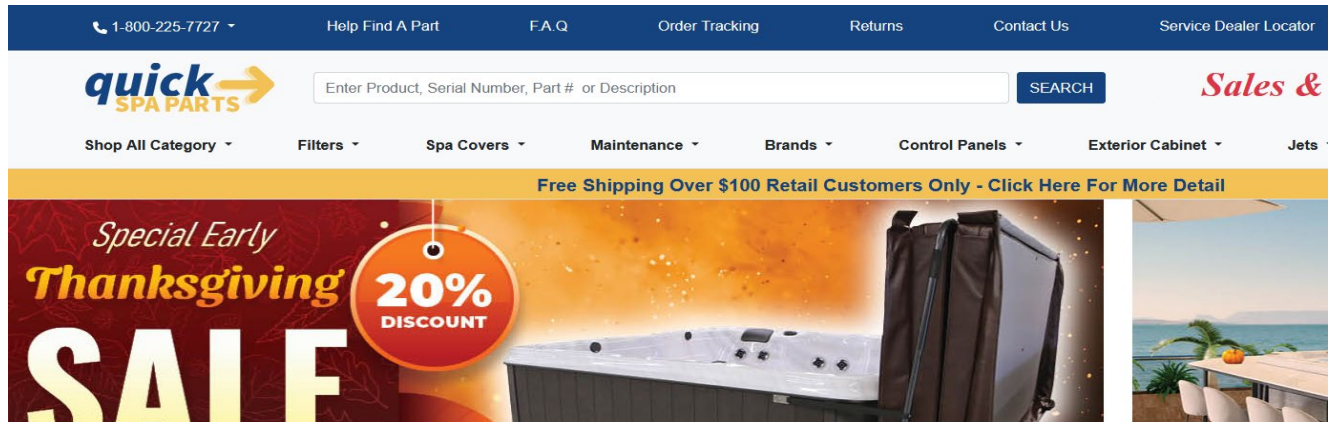 1-800-225-7727
Help Find A Part
F.A.Q
Order Tracking
Returns
Contact Us
Service Dealer Locator
quick
SPA PARTS
Enter Product, Serial Number, Part # or Description
SEARCH
Sales &
Shop All Category
Filters
Spa Covers
Maintenance
Brands
Control Panels
Exterior Cabinet
Jets
Free Shipping Over $100 Retail Customers Only - Click Here For More Detail
Special Early
Thanksgiving
SALE
20%
DISCOUNT